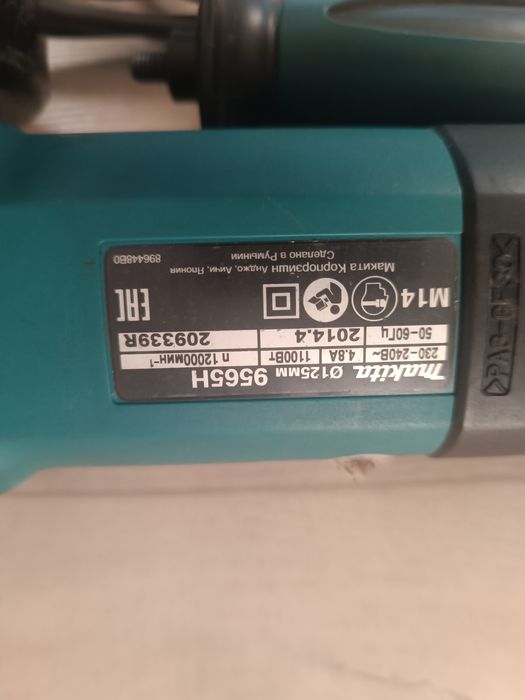 makita Ø125мм 9565H
230-240В~ 4.8А 1100Вт n 12000мин⁻¹
50-60Гц 2014.4 209339R
M14 EAC
Макита Корпорэйшн Анджо, Аичи, Япония
Сделано в Румынии 896448B0